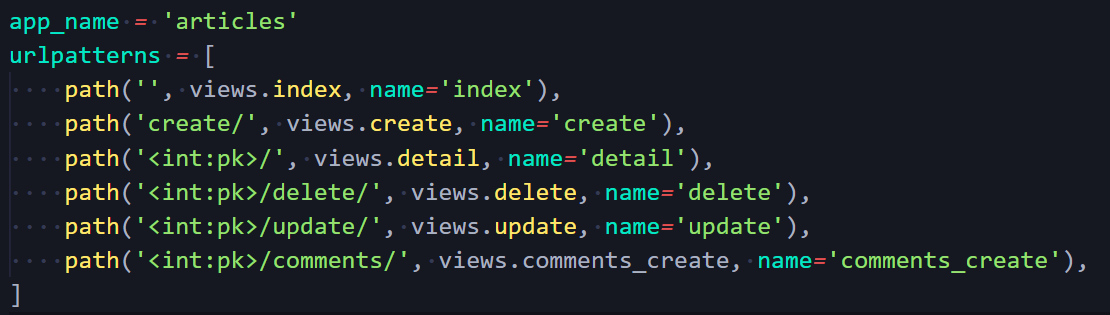 app_name = 'articles'
urlpatterns = [
    path('', views.index, name='index'),
    path('create/', views.create, name='create'),
    path('<int:pk>/', views.detail, name='detail'),
    path('<int:pk>/delete/', views.delete, name='delete'),
    path('<int:pk>/update/', views.update, name='update'),
    path('<int:pk>/comments/', views.comments_create, name='comments_create'),
]